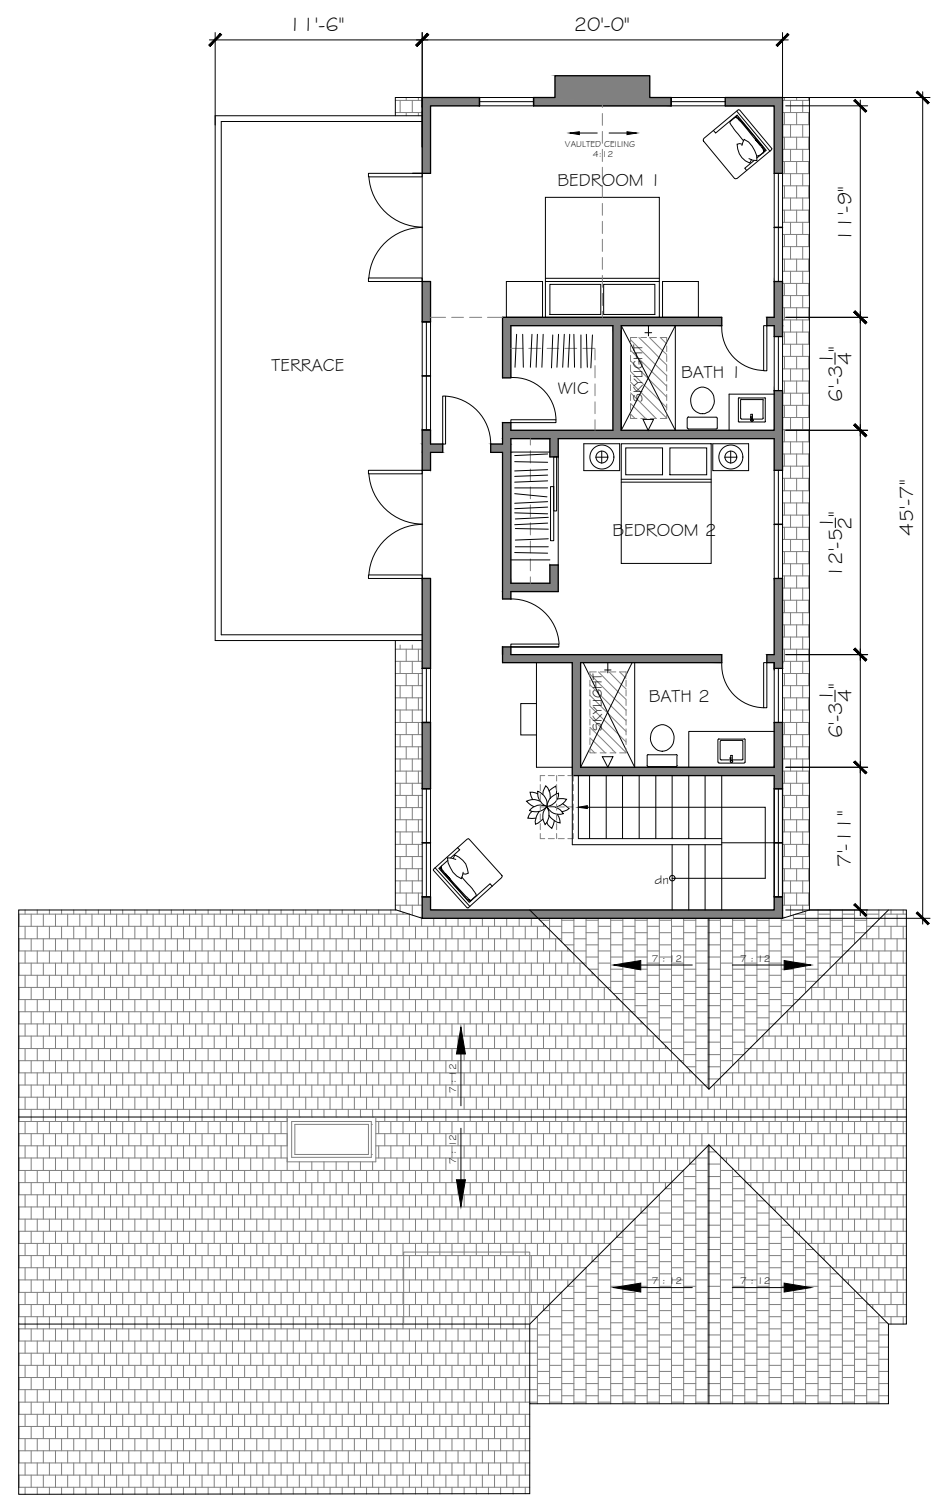 11'-6"
20'-0"
VAULTED CEILING
4:12
BEDROOM 1
11'-9"
TERRACE
WIC
SKYLIGHT
BATH 1
6'-3 1/4"
45'-7"
BEDROOM 2
12'-5 1/2"
SKYLIGHT
BATH 2
6'-3 1/4"
7'-11"
dn
7:12
7:12
7:12
7:12
7:12
7:12